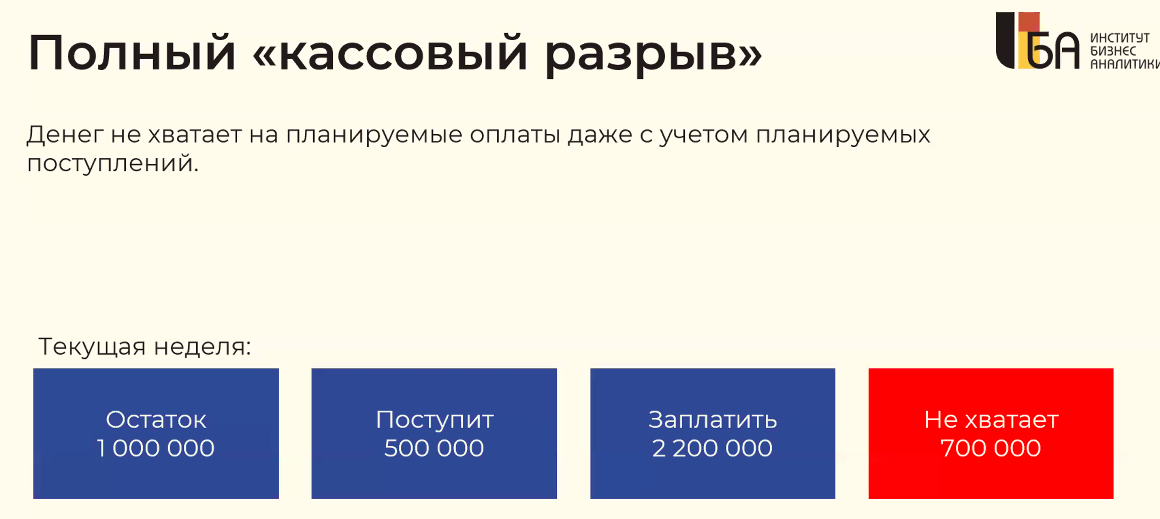 Полный «кассовый разрыв»
ИБА
ИНСТИТУТ
БИЗНЕС
АНАЛИТИКИ
Денег не хватает на планируемые оплаты даже с учетом планируемых
поступлений.
Текущая неделя:
Остаток
1 000 000
Поступит
500 000
Заплатить
2 200 000
Не хватает
700 000